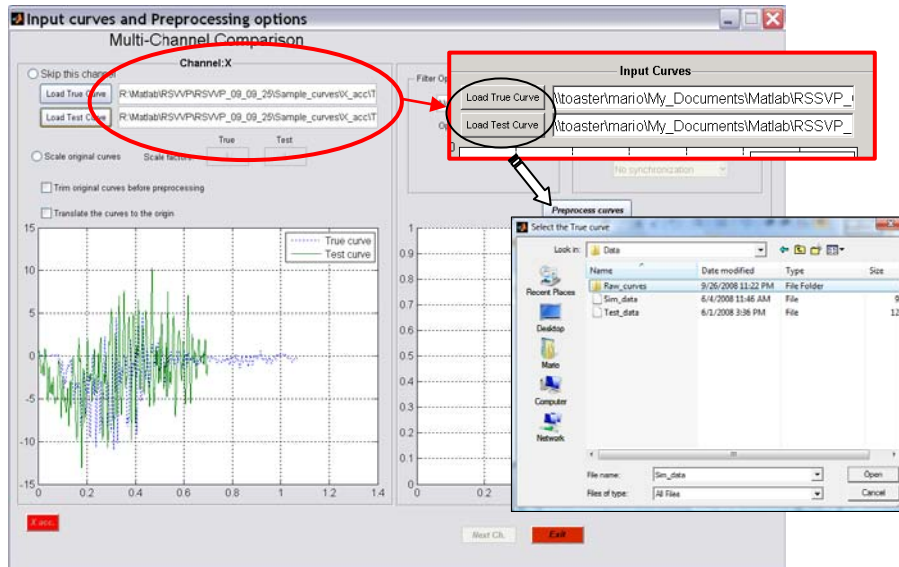 Input curves and Preprocessing options
Multi-Channel Comparison
Channel:X
Skip this channel
Load True Curve
R:\Matlab\RSVVP\RSVVP_09_09_25\Sample_curves\X_acc\T
Load Test Curve
R:\Matlab\RSVVP\RSVVP_09_09_25\Sample_curves\X_acc\T
True
Test
Scale original curves
Scale factors
Trim original curves before preprocessing
Translate the curves to the origin
True curve
Test curve
15
10
5
0
-5
-10
-15
0
0.2
0.4
0.6
0.8
1
1.2
1.4
X acc.
Filter Op
Input Curves
Load True Curve
\\toaster\mario\My_Documents\Matlab\RSSVP_
Load Test Curve
\\toaster\mario\My_Documents\Matlab\RSSVP_
No synchronization
Preprocess curves
1
0.9
0.8
0.7
0.6
0.5
0.4
0.3
0.2
0.1
0
0
0.2
Next Ch.
Exit
Select the True curve
Look in:
Data
Name
Date modified
Type
Size
Raw_curves
9/26/2008 11:22 PM
File Folder
Sim_data
6/4/2008 11:46 AM
File
9
Test_data
6/1/2008 3:36 PM
File
12
Recent Places
Desktop
Mario
Computer
Network
File name:
Sim_data
Open
Files of type:
All Files
Cancel